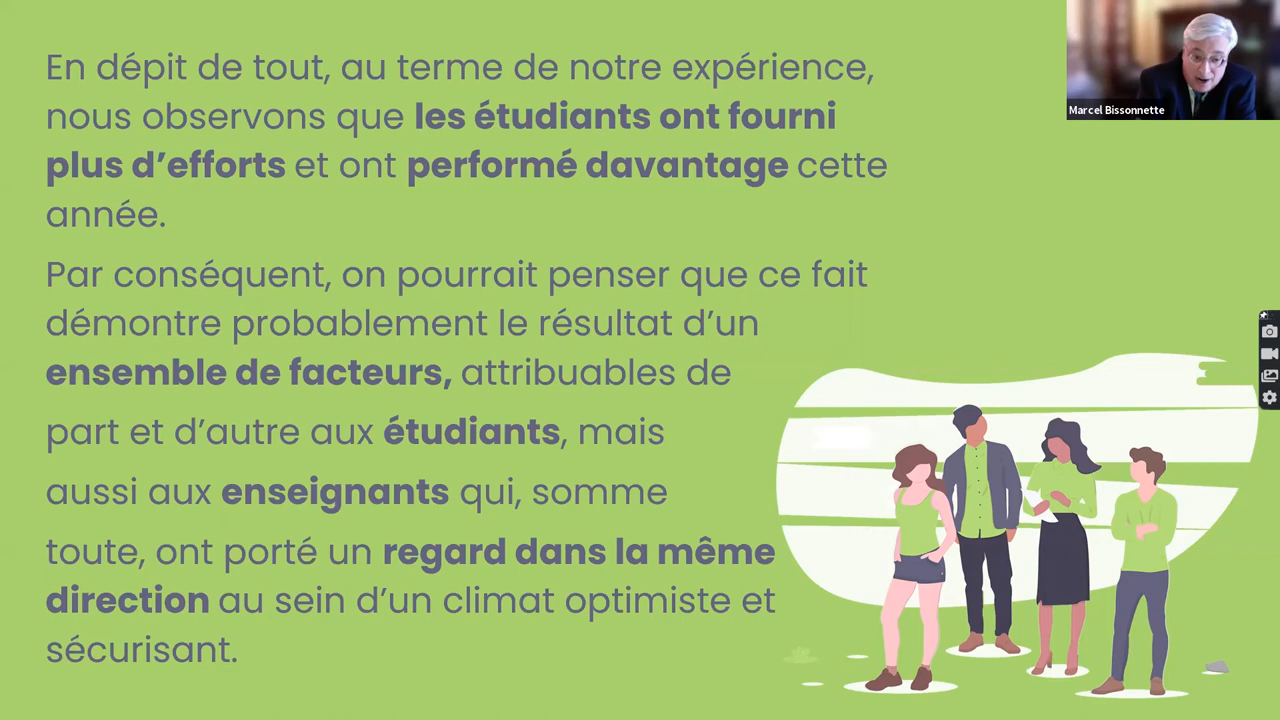 En dépit de tout, au terme de notre expérience,
nous observons que les étudiants ont fourni
plus d’efforts et ont performé davantage cette
année.
Par conséquent, on pourrait penser que ce fait
démontre probablement le résultat d’un
ensemble de facteurs, attribuables de
part et d’autre aux étudiants, mais
aussi aux enseignants qui, somme
toute, ont porté un regard dans la même
direction au sein d’un climat optimiste et
sécurisant.
Marcel Bissonnette